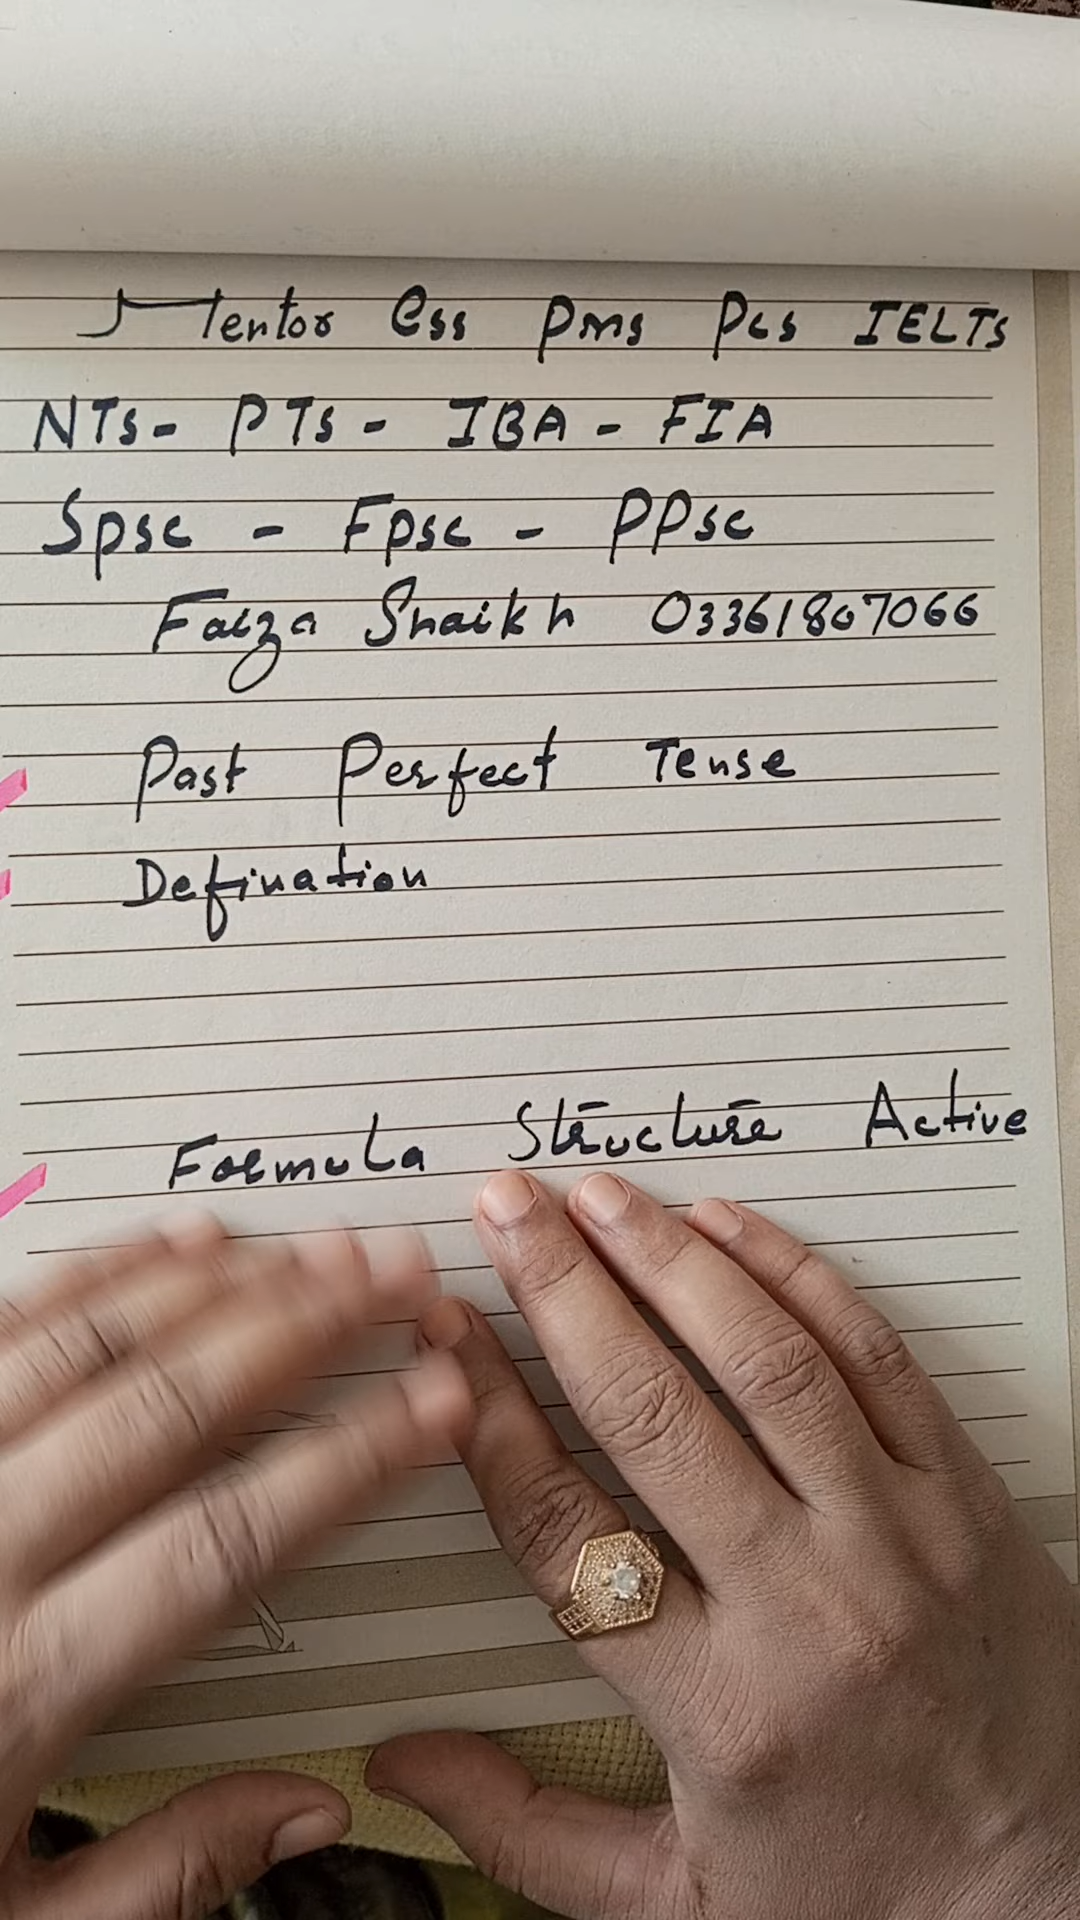 Mentor Css Pms Pcs IELTs
NTs- PTs - IBA - FIA
Spsc - Fpsc - PPsc
Faiza Shaikh 03361807066
Past Perfect Tense
Defination
Formula Structure Active